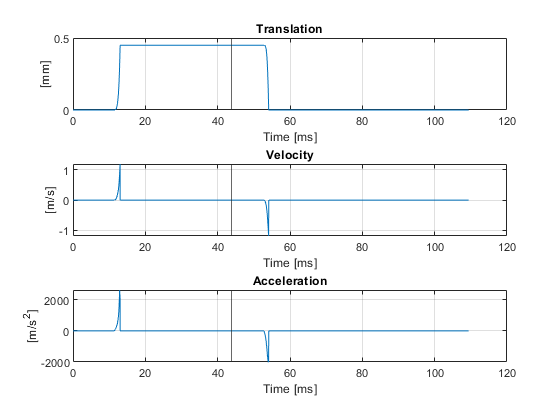 Translation
0.5
[mm]
0
0 20 40 60 80 100 120
Time [ms]
Velocity
1
[m/s]
0
-1
0 20 40 60 80 100 120
Time [ms]
Acceleration
2000
[m/s²]
0
-2000
0 20 40 60 80 100 120
Time [ms]